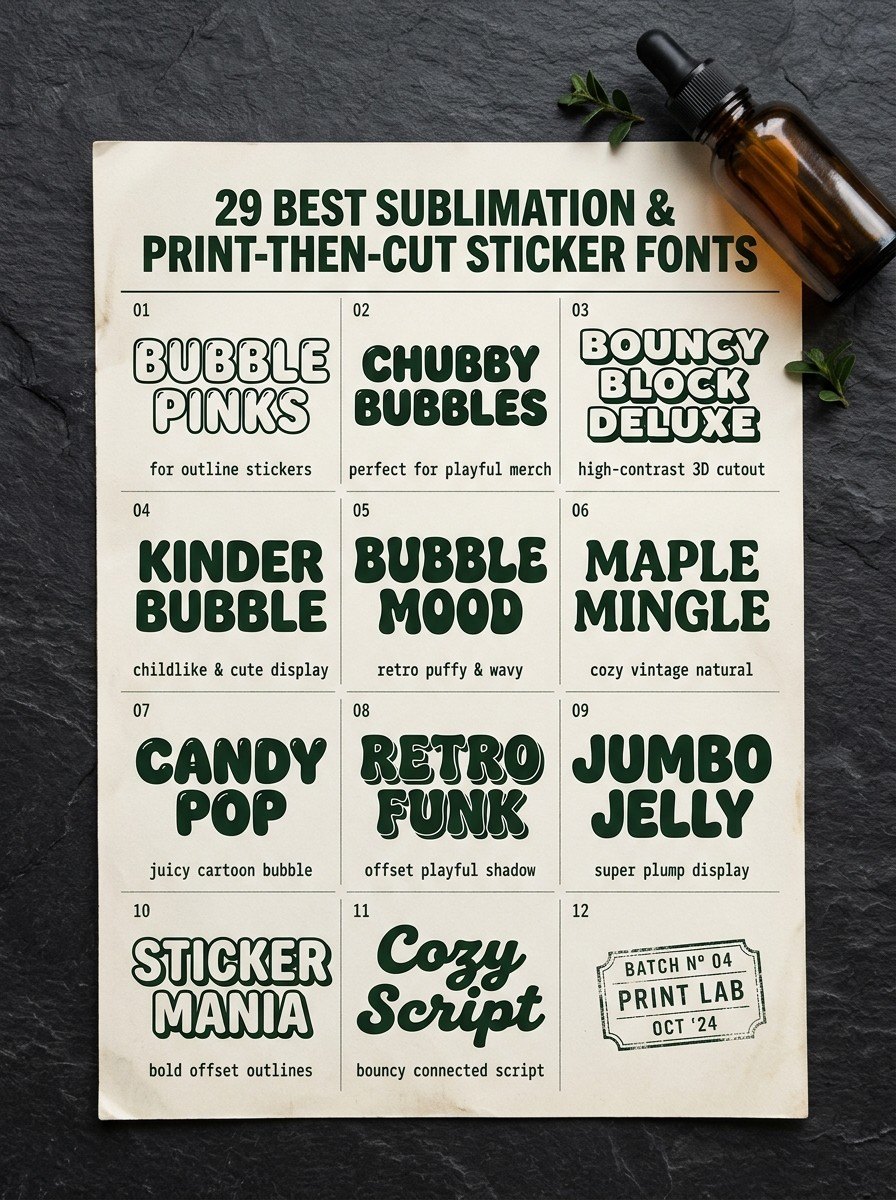 29 BEST SUBLIMATION &
PRINT-THEN-CUT STICKER FONTS
01
BUBBLE
PINKS
for outline stickers
02
CHUBBY
BUBBLES
perfect for playful merch
03
BOUNCY
BLOCK
DELUXE
high-contrast 3D cutout
04
KINDER
BUBBLE
childlike & cute display
05
BUBBLE
MOOD
retro puffy & wavy
06
MAPLE
MINGLE
cozy vintage natural
07
CANDY
POP
juicy cartoon bubble
08
RETRO
FUNK
offset playful shadow
09
JUMBO
JELLY
super plump display
10
STICKER
MANIA
bold offset outlines
11
Cozy
Script
bouncy connected script
12
BATCH Nº 04
PRINT LAB
OCT '24